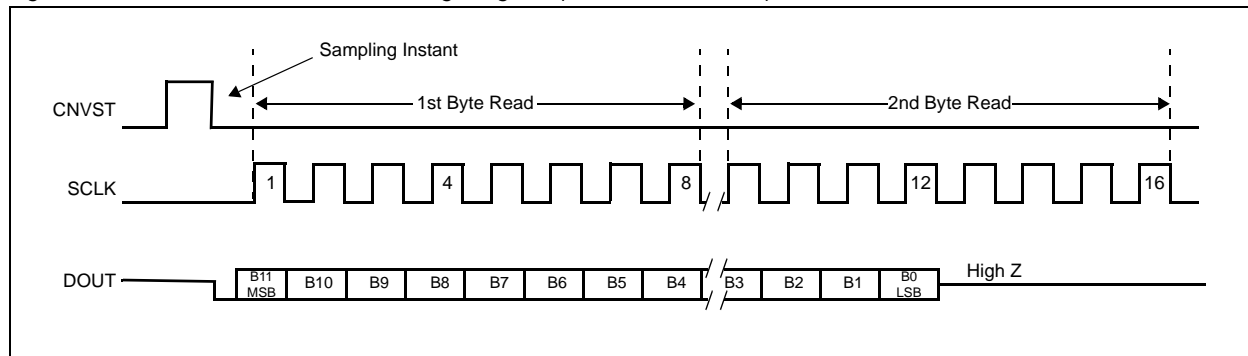 Sampling Instant
CNVST
1st Byte Read
2nd Byte Read
SCLK
1
4
8
12
16
DOUT
B11
MSB
B10
B9
B8
B7
B6
B5
B4
B3
B2
B1
B0
LSB
High Z